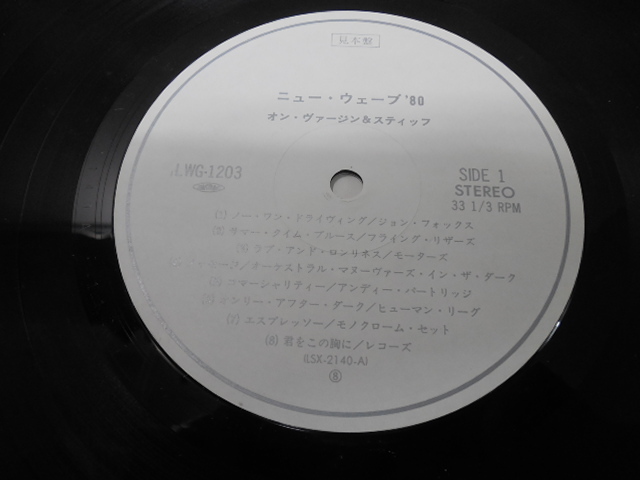 見本盤
ニュー・ウェーブ '80
オン・ヴァージン&スティッフ
LWG-1203
SIDE 1
STEREO
33 1/3 RPM
(1) ノー・ワン・ドライヴィング/ジョン・フォックス
(2) サマー・タイム・ブルース/フライング・リザーズ
(3) ラブ・アンド・ロンリネス/モーターズ
/オーケストラル・マヌーヴァーズ・イン・ザ・ダーク
コマーシャリティー/アンディー・パートリッジ
(6) オンリー・アフター・ダーク/ヒューマン・リーグ
(7) エスプレッソー/モノクローム・セット
(8) 君をこの胸に/レコーズ
(LSX-2140-A)
⑧